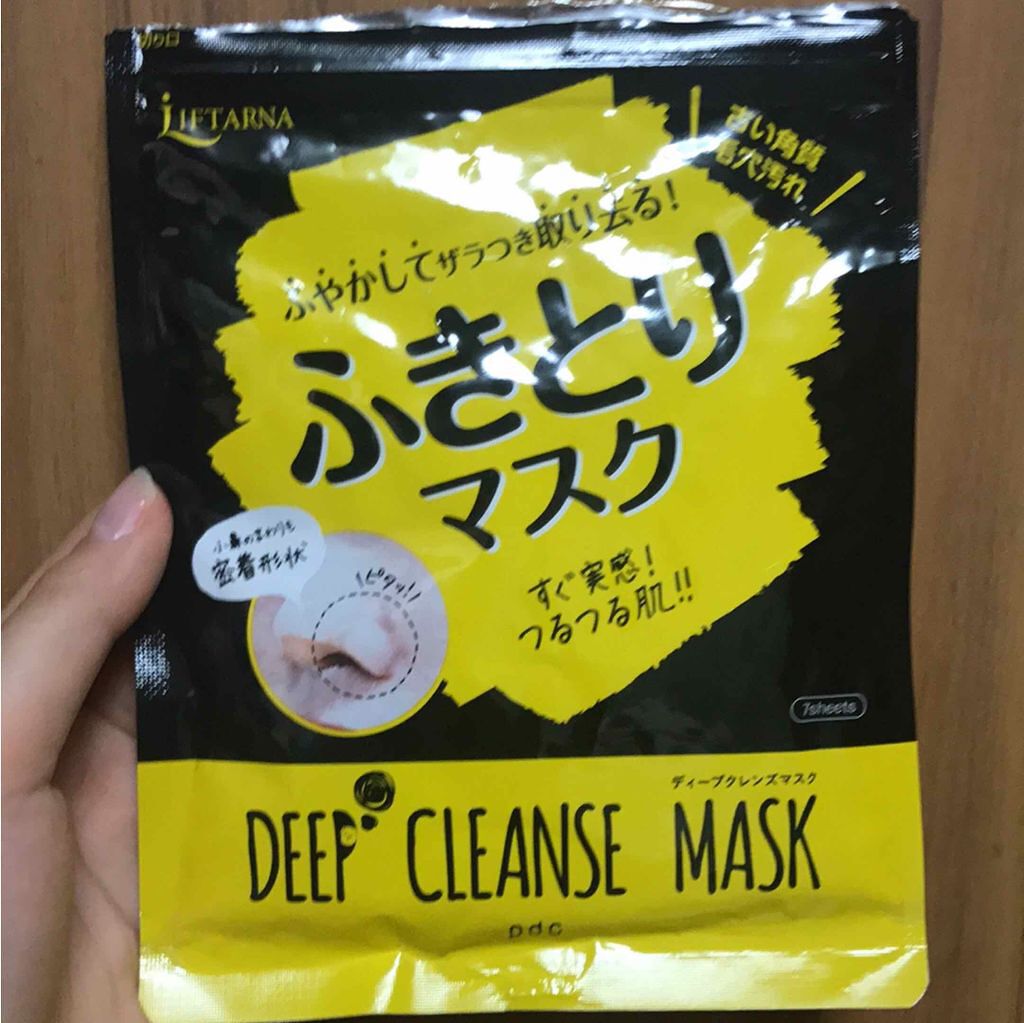 切り口
LIFTARNA
古い角質
毛穴汚れ
ふやかしてザラつき取り去る!
ふきとり
マスク
小鼻のまわりも
密着形状
ピタッ!!
すぐ実感!
つるつる肌!!
7sheets
ディープクレンズマスク
DEEP CLEANSE MASK
pdc